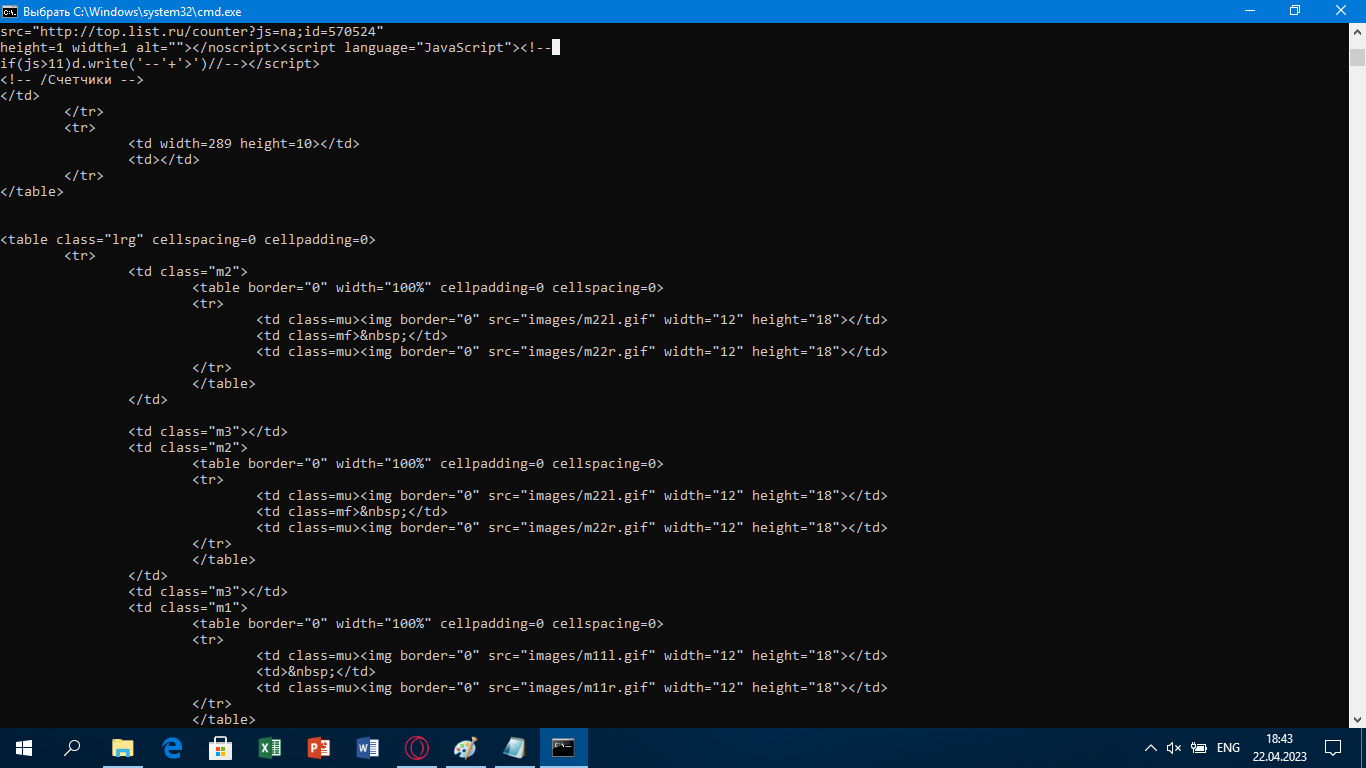 Выбрать C:\Windows\system32\cmd.exe
src="http://top.list.ru/counter?js=na;id=570524"
height=1 width=1 alt=""></noscript><script language="JavaScript"><!--
if(js>11)d.write('--'+'>')//--></script>
<!-- /Счетчики -->
</td>
</tr>
<tr>
<td width=289 height=10></td>
<td></td>
</tr>
</table>
<table class="lrg" cellspacing=0 cellpadding=0>
<tr>
<td class="m2">
<table border="0" width="100%" cellpadding=0 cellspacing=0>
<tr>
<td class=mu><img border="0" src="images/m22l.gif" width="12" height="18"></td>
<td class=mf>&nbsp;</td>
<td class=mu><img border="0" src="images/m22r.gif" width="12" height="18"></td>
</tr>
</table>
</td>
<td class="m3"></td>
<td class="m2">
<table border="0" width="100%" cellpadding=0 cellspacing=0>
<tr>
<td class=mu><img border="0" src="images/m22l.gif" width="12" height="18"></td>
<td class=mf>&nbsp;</td>
<td class=mu><img border="0" src="images/m22r.gif" width="12" height="18"></td>
</tr>
</table>
</td>
<td class="m3"></td>
<td class="m1">
<table border="0" width="100%" cellpadding=0 cellspacing=0>
<tr>
<td class=mu><img border="0" src="images/m11l.gif" width="12" height="18"></td>
<td>&nbsp;</td>
<td class=mu><img border="0" src="images/m11r.gif" width="12" height="18"></td>
</tr>
</table>
ENG
18:43
22.04.2023